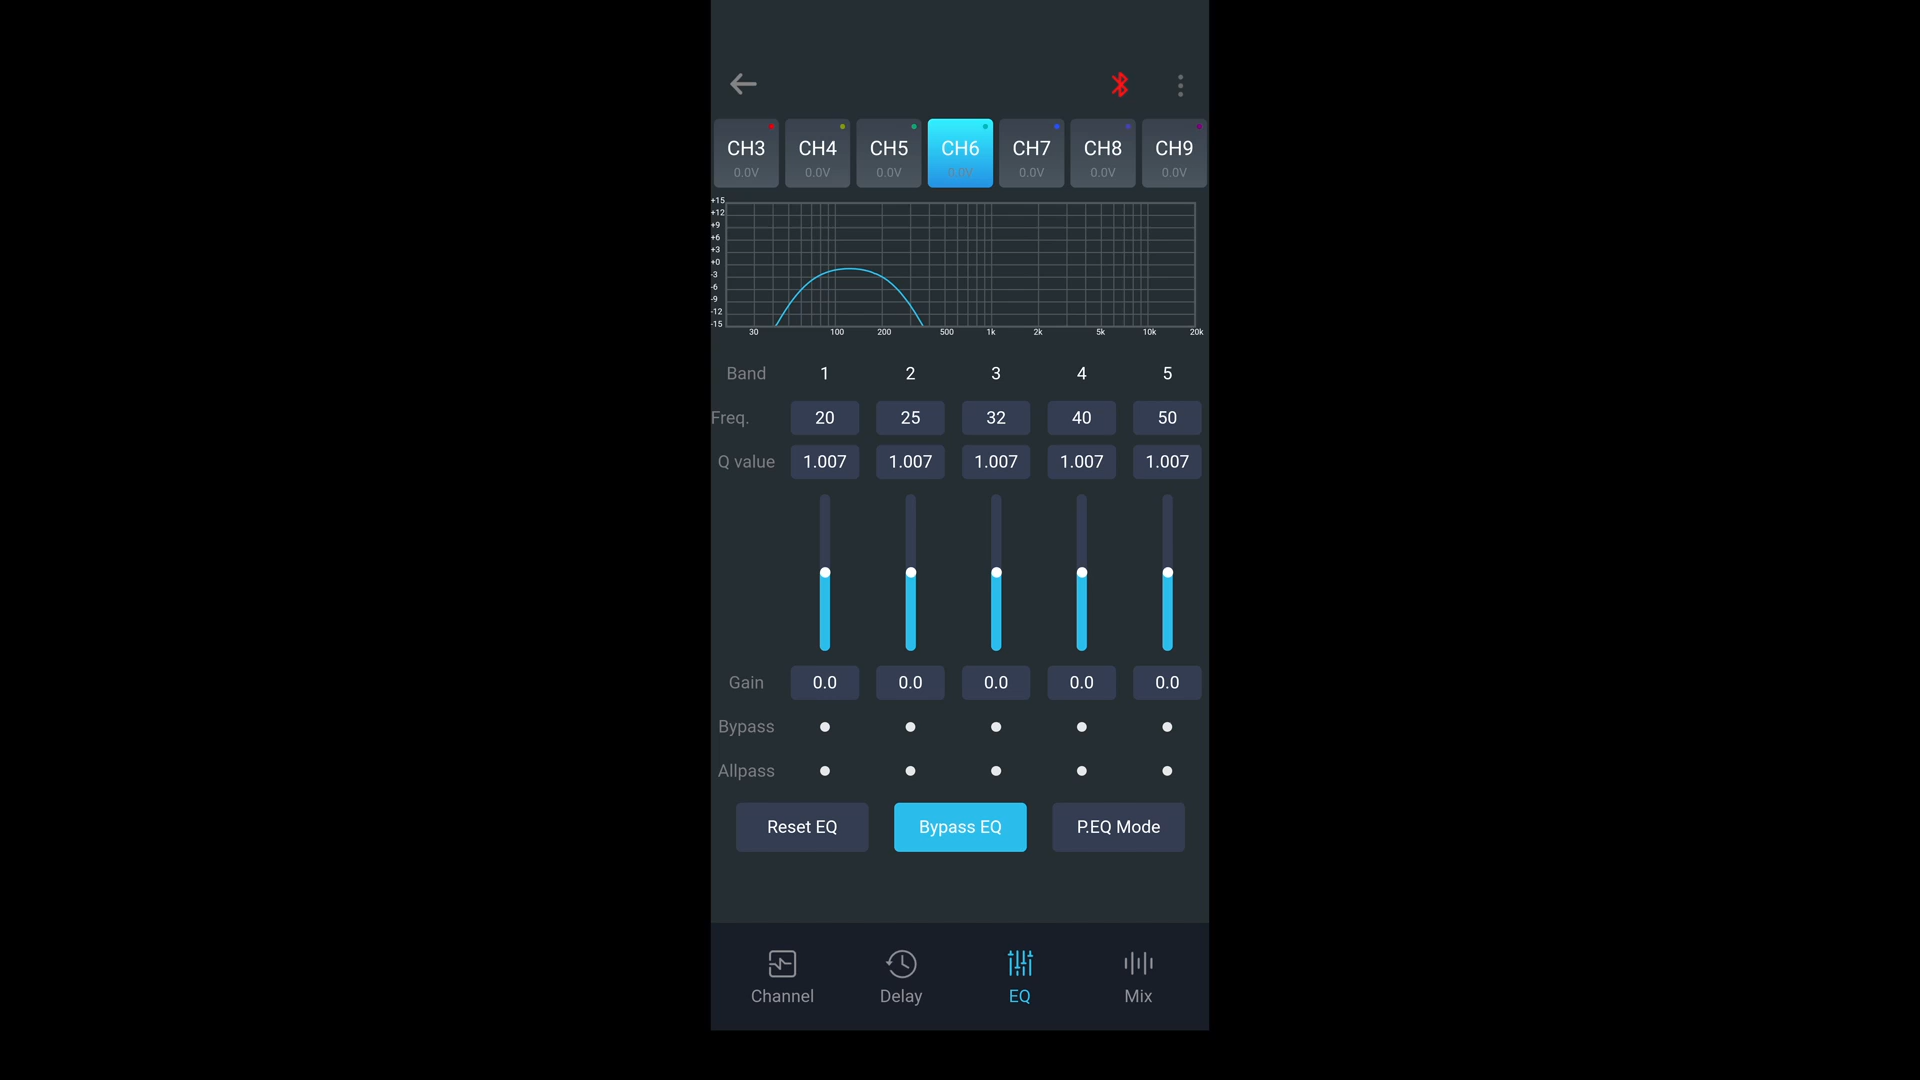 CH3 CH4 CH5 CH6 CH7 CH8 CH9
0.0V 0.0V 0.0V 0.0V 0.0V 0.0V 0.0V
+15
+12
+9
+6
+3
+0
-3
-6
-9
-12
-15
30 100 200 500 1k 2k 5k 10k 20k
Band 1 2 3 4 5
Freq. 20 25 32 40 50
Q value 1.007 1.007 1.007 1.007 1.007
Gain 0.0 0.0 0.0 0.0 0.0
Bypass
Allpass
Reset EQ Bypass EQ P.EQ Mode
Channel Delay EQ Mix